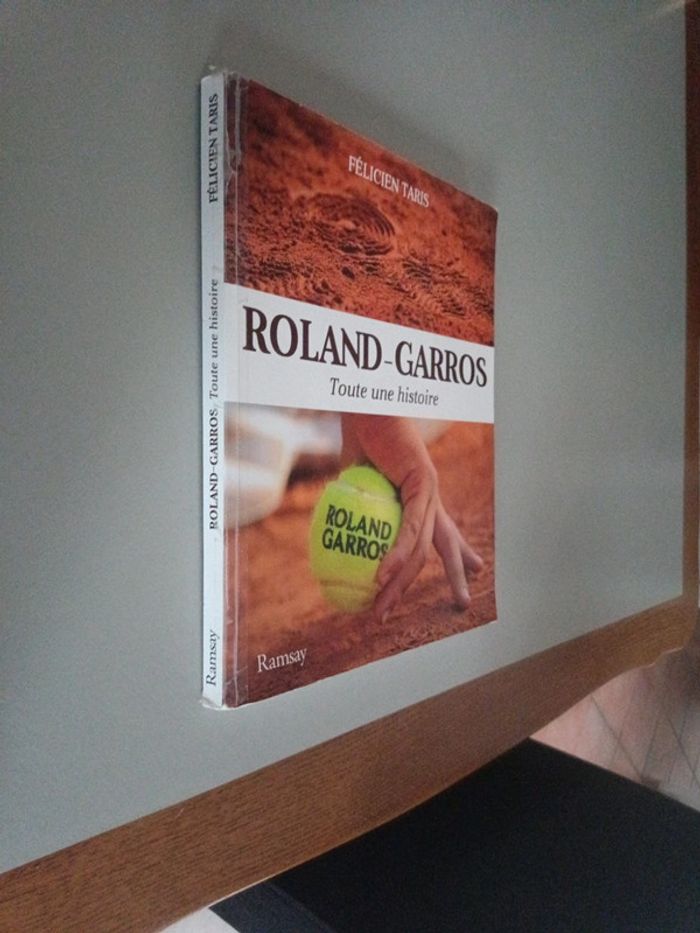 FÉLICIEN TARIS
ROLAND-GARROS
Toute une histoire
ROLAND
GARROS
Ramsay
Ramsay ROLAND-GARROS, Toute une histoire FÉLICIEN TARIS